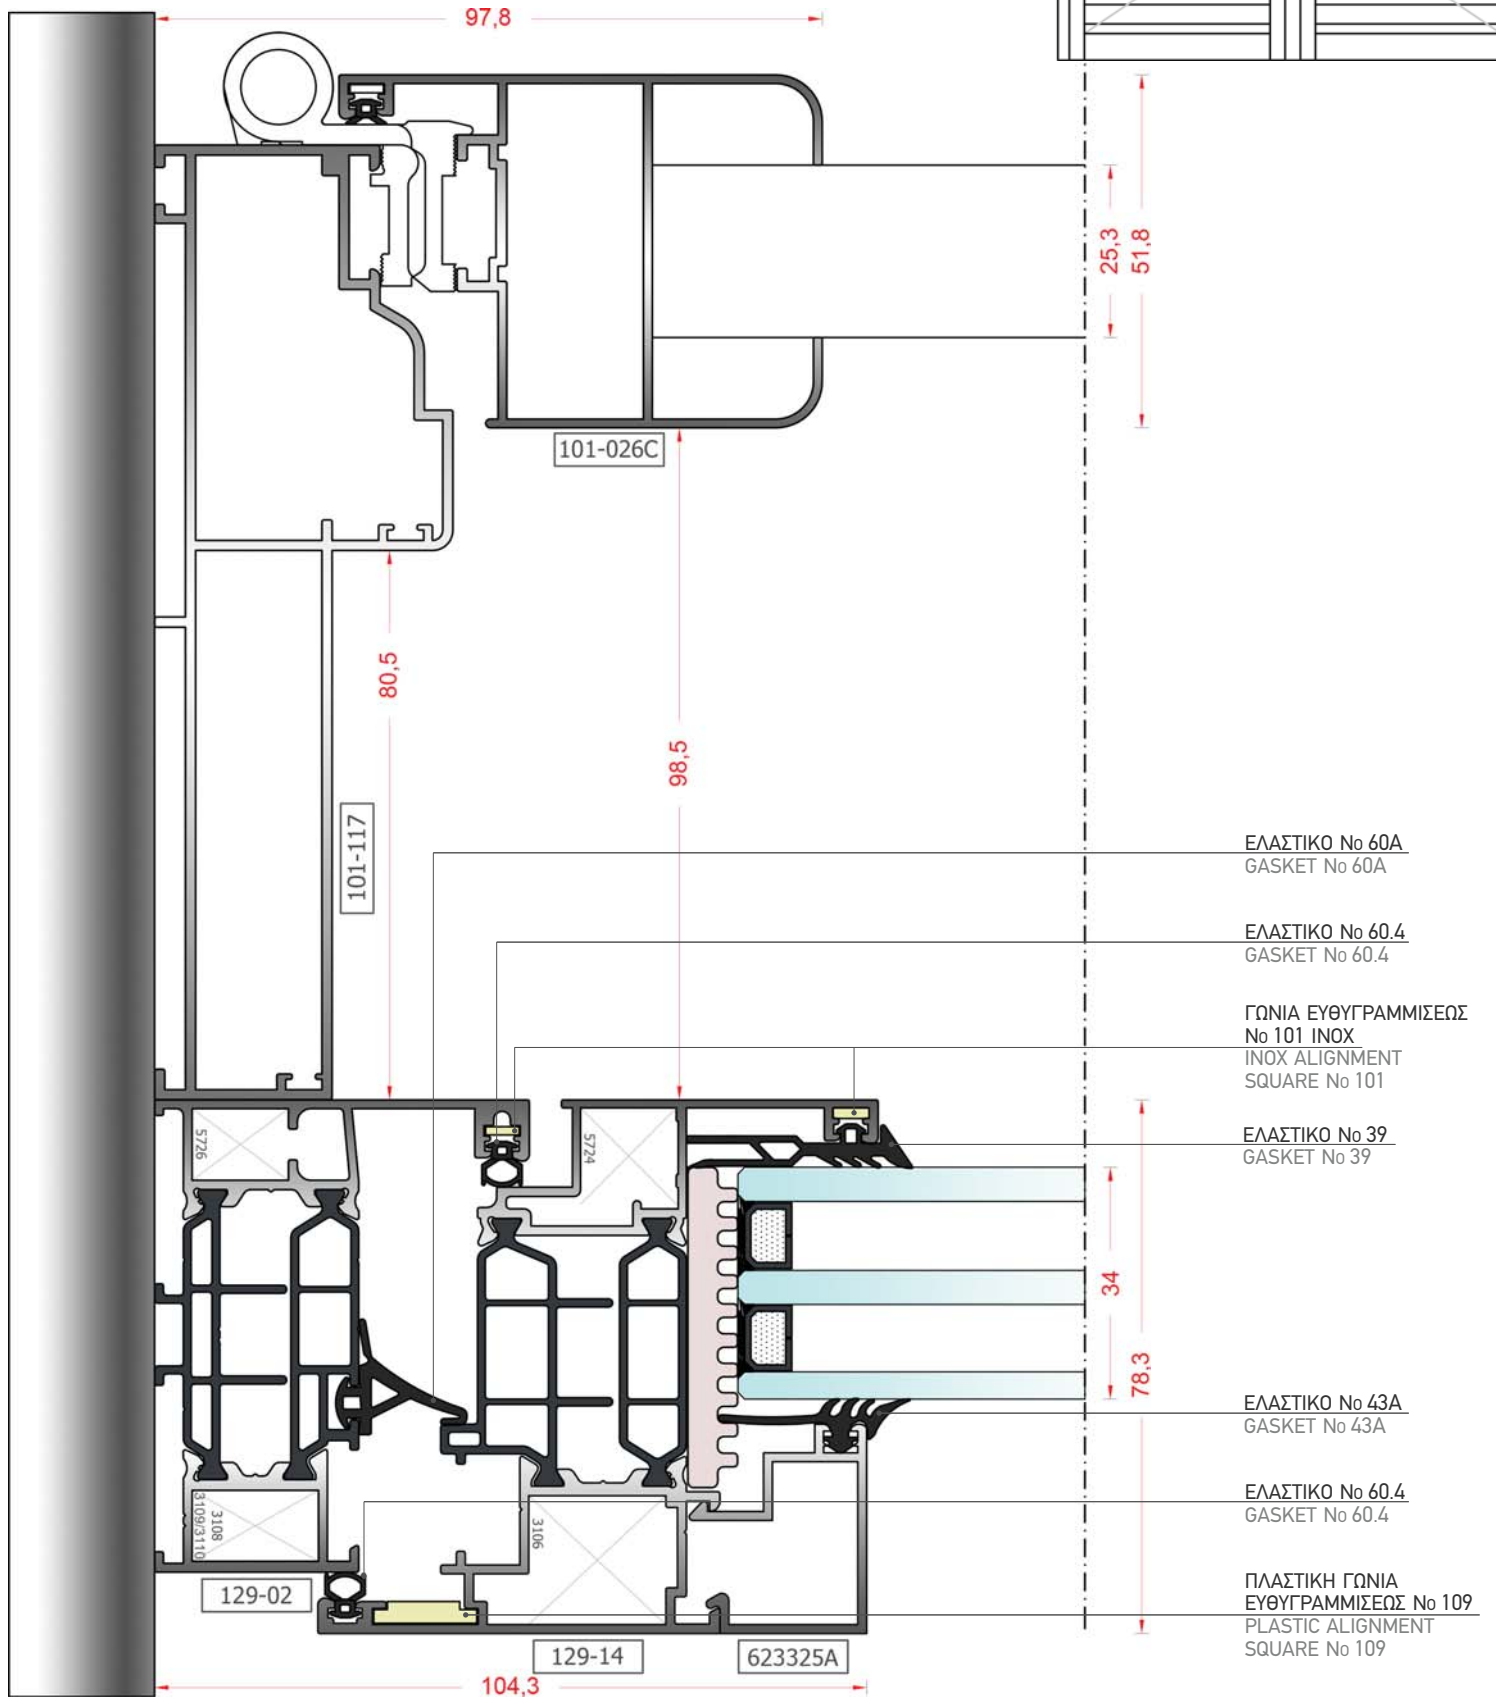 97,8
25,3
51,8
101-026C
80,5
98,5
101-117
ΕΛΑΣΤΙΚΟ Νο 60Α
GASKET No 60A
ΕΛΑΣΤΙΚΟ Νο 60.4
GASKET No 60.4
ΓΩΝΙΑ ΕΥΘΥΓΡΑΜΜΙΣΕΩΣ
Νο 101 INOX
INOX ALIGNMENT
SQUARE No 101
ΕΛΑΣΤΙΚΟ Νο 39
GASKET No 39
5726
5724
34
78,3
ΕΛΑΣΤΙΚΟ Νο 43Α
GASKET No 43A
ΕΛΑΣΤΙΚΟ Νο 60.4
GASKET No 60.4
3108
3109/3110
3106
129-02
ΠΛΑΣΤΙΚΗ ΓΩΝΙΑ
ΕΥΘΥΓΡΑΜΜΙΣΕΩΣ Νο 109
PLASTIC ALIGNMENT
SQUARE No 109
129-14
623325A
104,3